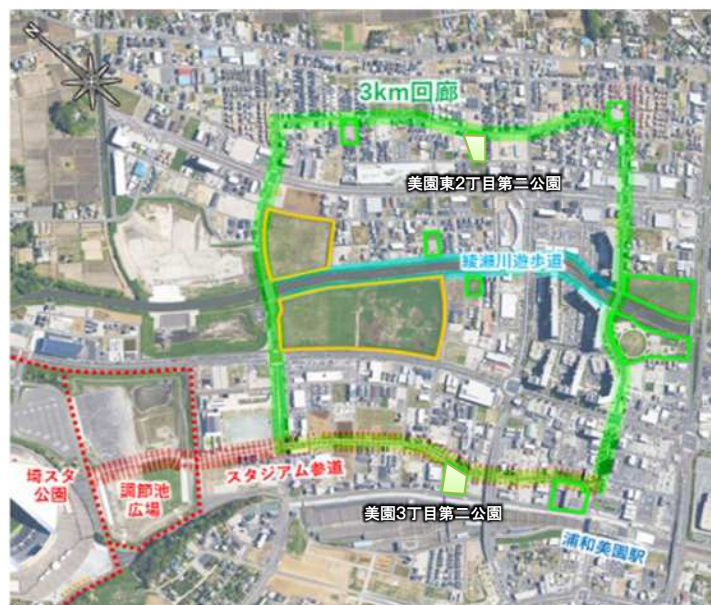 N
3km回廊
美園東2丁目第二公園
綾瀬川遊歩道
埼スタ
公園
調節池
広場
スタジアム参道
美園3丁目第二公園
浦和美園駅